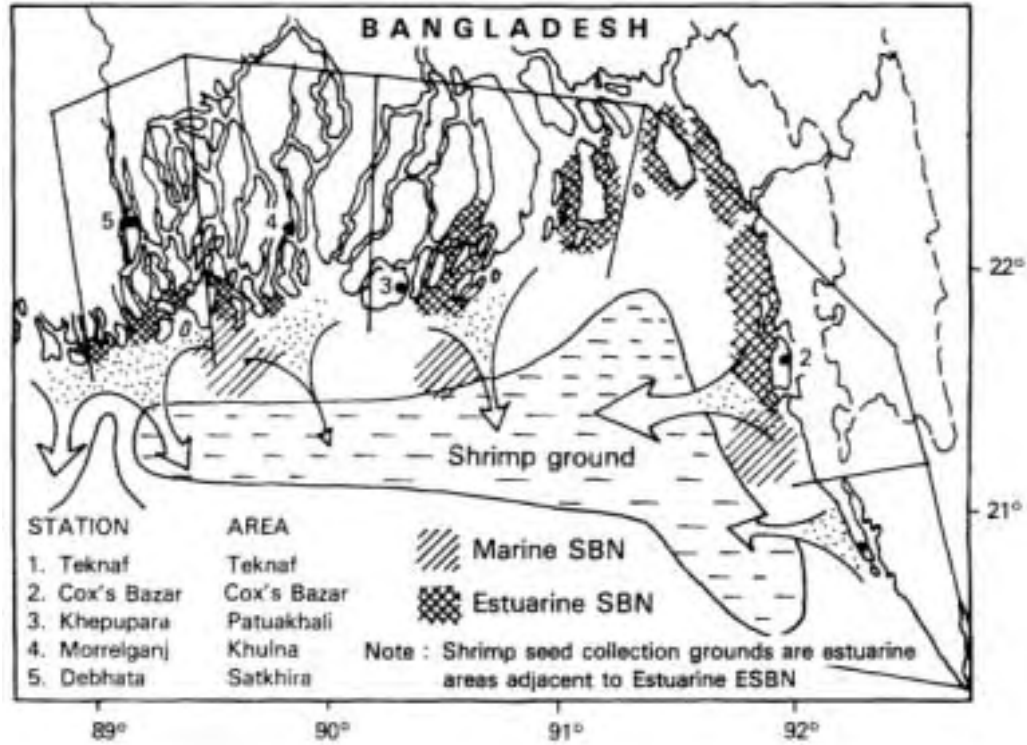 BANGLADESH
5
4
3
2
22°
21°
Shrimp ground
STATION AREA
1. Teknaf Teknaf
2. Cox's Bazar Cox's Bazar
3. Khepupara Patuakhali
4. Morrelganj Khulna
5. Debhata Satkhira
Marine SBN
Estuarine SBN
Note : Shrimp seed collection grounds are estuarine
areas adjacent to Estuarine ESBN
89° 90° 91° 92°